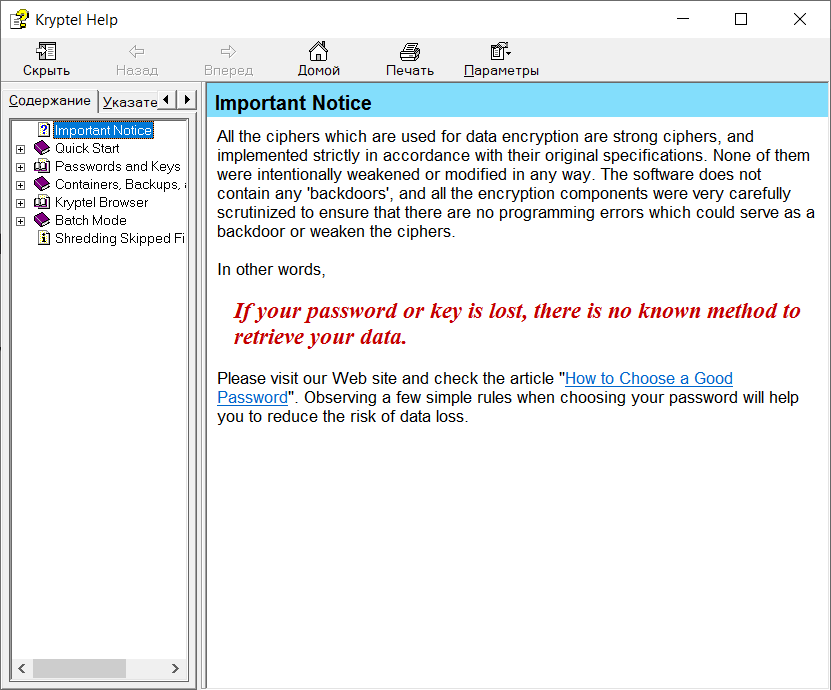 Kryptel Help
Скрыть
Назад
Вперед
Домой
Печать
Параметры
Содержание
Указате
Important Notice
Quick Start
Passwords and Keys
Containers, Backups, a
Kryptel Browser
Batch Mode
Shredding Skipped Fi
Important Notice
All the ciphers which are used for data encryption are strong ciphers, and
implemented strictly in accordance with their original specifications. None of them
were intentionally weakened or modified in any way. The software does not
contain any 'backdoors', and all the encryption components were very carefully
scrutinized to ensure that there are no programming errors which could serve as a
backdoor or weaken the ciphers.
In other words,
If your password or key is lost, there is no known method to
retrieve your data.
Please visit our Web site and check the article "How to Choose a Good
Password". Observing a few simple rules when choosing your password will help
you to reduce the risk of data loss.